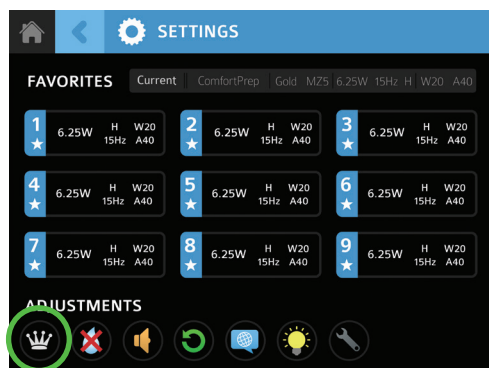 SETTINGS
FAVORITES Current ComfortPrep Gold MZ5 6.25W 15Hz H W20 A40
1 6.25W H W20 2 6.25W H W20 3 6.25W H W20
15Hz A40 15Hz A40 15Hz A40
4 6.25W H W20 5 6.25W H W20 6 6.25W H W20
15Hz A40 15Hz A40 15Hz A40
7 6.25W H W20 8 6.25W H W20 9 6.25W H W20
15Hz A40 15Hz A40 15Hz A40
ADJUSTMENTS